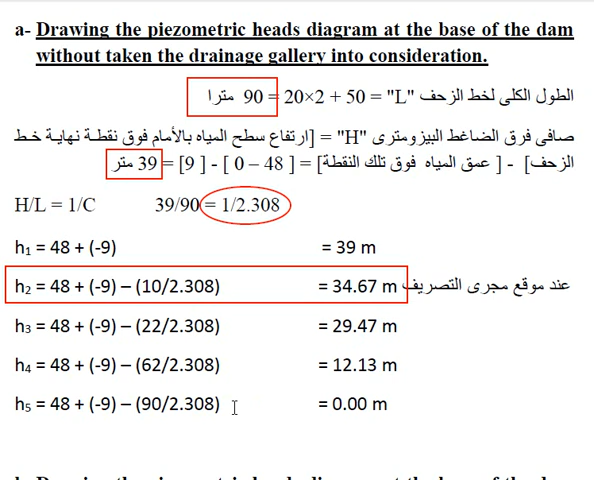 a- Drawing the piezometric heads diagram at the base of the dam
without taken the drainage gallery into consideration.
الطول الكلى لخط الزحف "L" = 50 + 2×20 = 90 مترا
صافى فرق الضاغط البيزومترى "H" = [ارتفاع سطح المياه بالأمام فوق نقطة نهاية خط
الزحف] - [ عمق المياه فوق تلك النقطة] = [ 48 – 0 ] - [ 9] = 39 متر
H/L = 1/C 39/90 = 1/2.308
h1 = 48 + (-9) = 39 m
h2 = 48 + (-9) – (10/2.308) = 34.67 m عند موقع مجرى التصريف
h3 = 48 + (-9) – (22/2.308) = 29.47 m
h4 = 48 + (-9) – (62/2.308) = 12.13 m
h5 = 48 + (-9) – (90/2.308) = 0.00 m